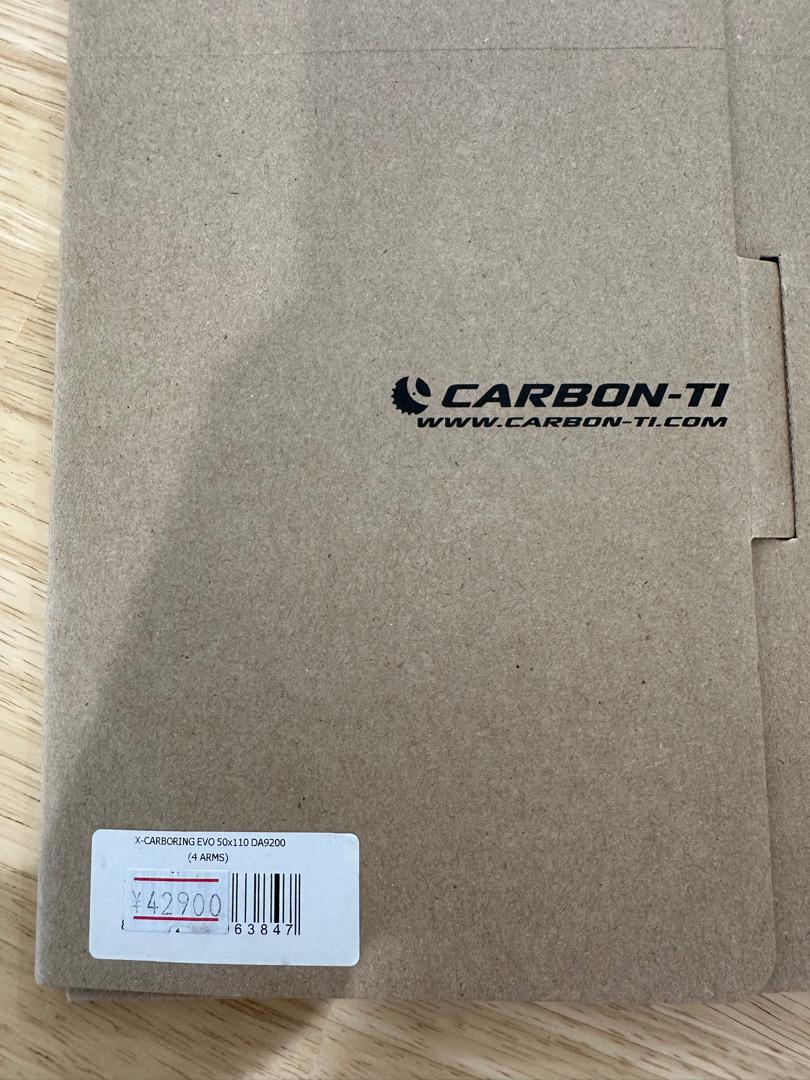 CARBON-TI
WWW.CARBON-TI.COM
X-CARBORING EVO 50x110 DA9200
(4 ARMS)
¥42900
63847